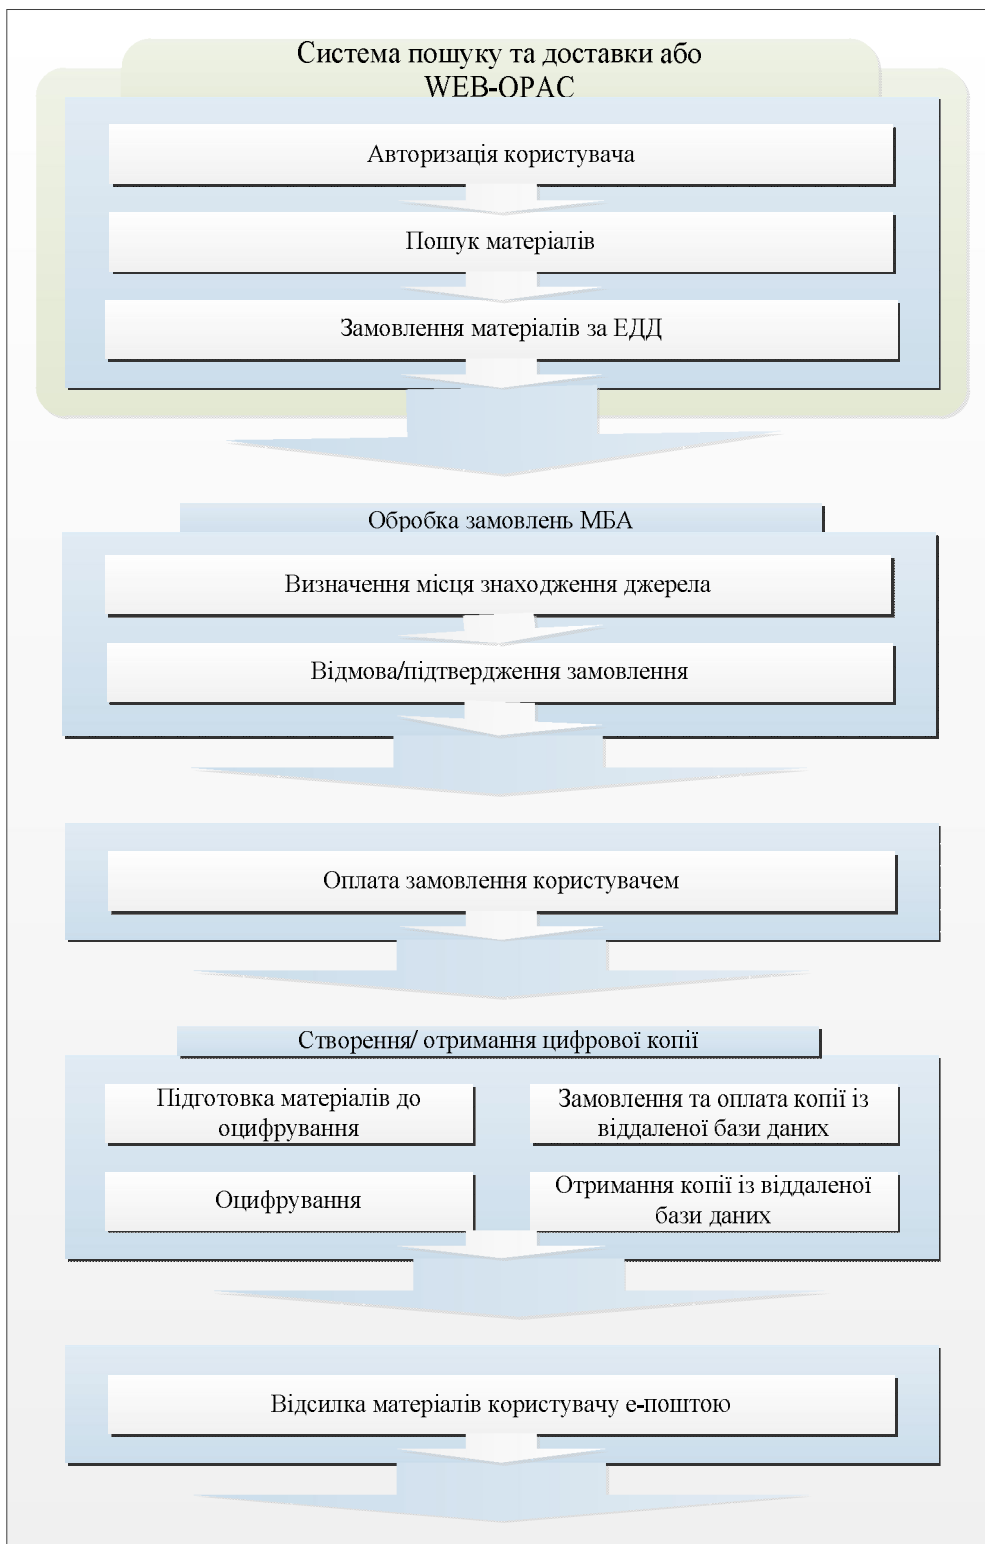 Система пошуку та доставки або
WEB-OPAC
Авторизація користувача
Пошук матеріалів
Замовлення матеріалів за ЕДД
Обробка замовлень МБА
Визначення місця знаходження джерела
Відмова/підтвердження замовлення
Оплата замовлення користувачем
Створення/ отримання цифрової копії
Підготовка матеріалів до
оцифрування
Замовлення та оплата копії із
віддаленої бази даних
Оцифрування
Отримання копії із віддаленої
бази даних
Відсилка матеріалів користувачу е-поштою